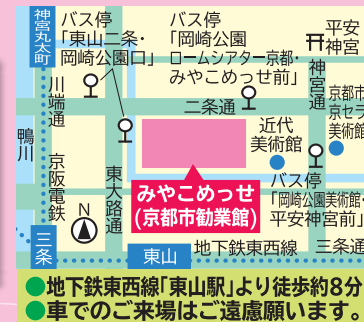 神宮丸太町
バス停
「東山二条・
岡崎公園口」
バス停
「岡崎公園
ロームシアター京都・
みやこめっせ前」
平安
神宮
川端通
神宮通
二条通
京都市
京セラ
美術館
鴨川
近代
美術館
京阪電鉄
東大路通
みやこめっせ
(京都市勧業館)
バス停
「岡崎公園美術館・
平安神宮前」
N
三条
東山
地下鉄東西線
三条通
●地下鉄東西線「東山駅」より徒歩約8分
●車でのご来場はご遠慮願います。